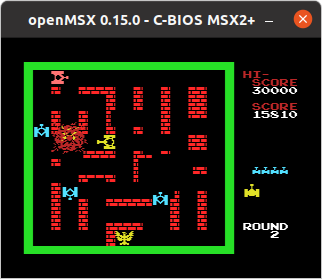 openMSX 0.15.0 - C-BIOS MSX2+ –
HI-
SCORE
30000
SCORE
15810
ROUND
2